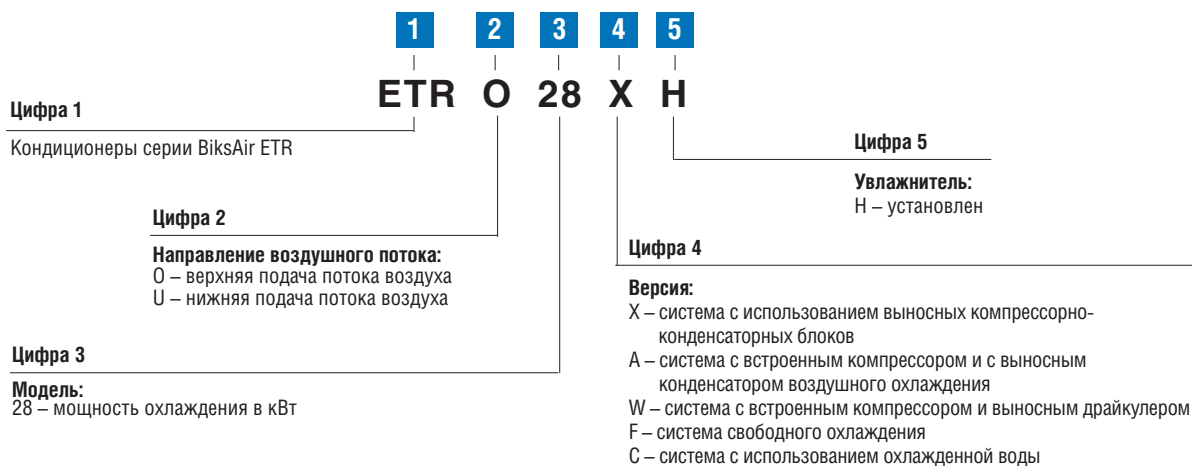 1 2 3 4 5
ETR O 28 X H
Цифра 1
Кондиционеры серии BiksAir ETR
Цифра 2
Направление воздушного потока:
O – верхняя подача потока воздуха
U – нижняя подача потока воздуха
Цифра 3
Модель:
28 – мощность охлаждения в кВт
Цифра 5
Увлажнитель:
H – установлен
Цифра 4
Версия:
X – система с использованием выносных компрессорно-
конденсаторных блоков
A – система с встроенным компрессором и с выносным
конденсатором воздушного охлаждения
W – система с встроенным компрессором и выносным драйкулером
F – система свободного охлаждения
C – система с использованием охлажденной воды